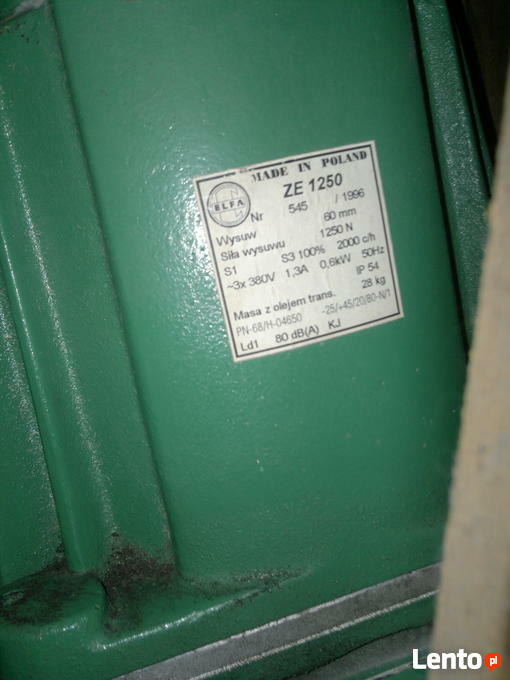 MADE IN POLAND
ELFA
ZE 1250
Nr 545 / 1996
Wysuw 60 mm
Siła wysuwu 1250 N
S1 S3 100% 2000 c/h
~3x 380V 1,3A 0,6kW 50Hz
IP 54
Masa z olejem trans. 28 kg
PN-68/H-04650 -25/+45/20/80-N/1
Ld1 80 dB(A) KJ
Lento.pl